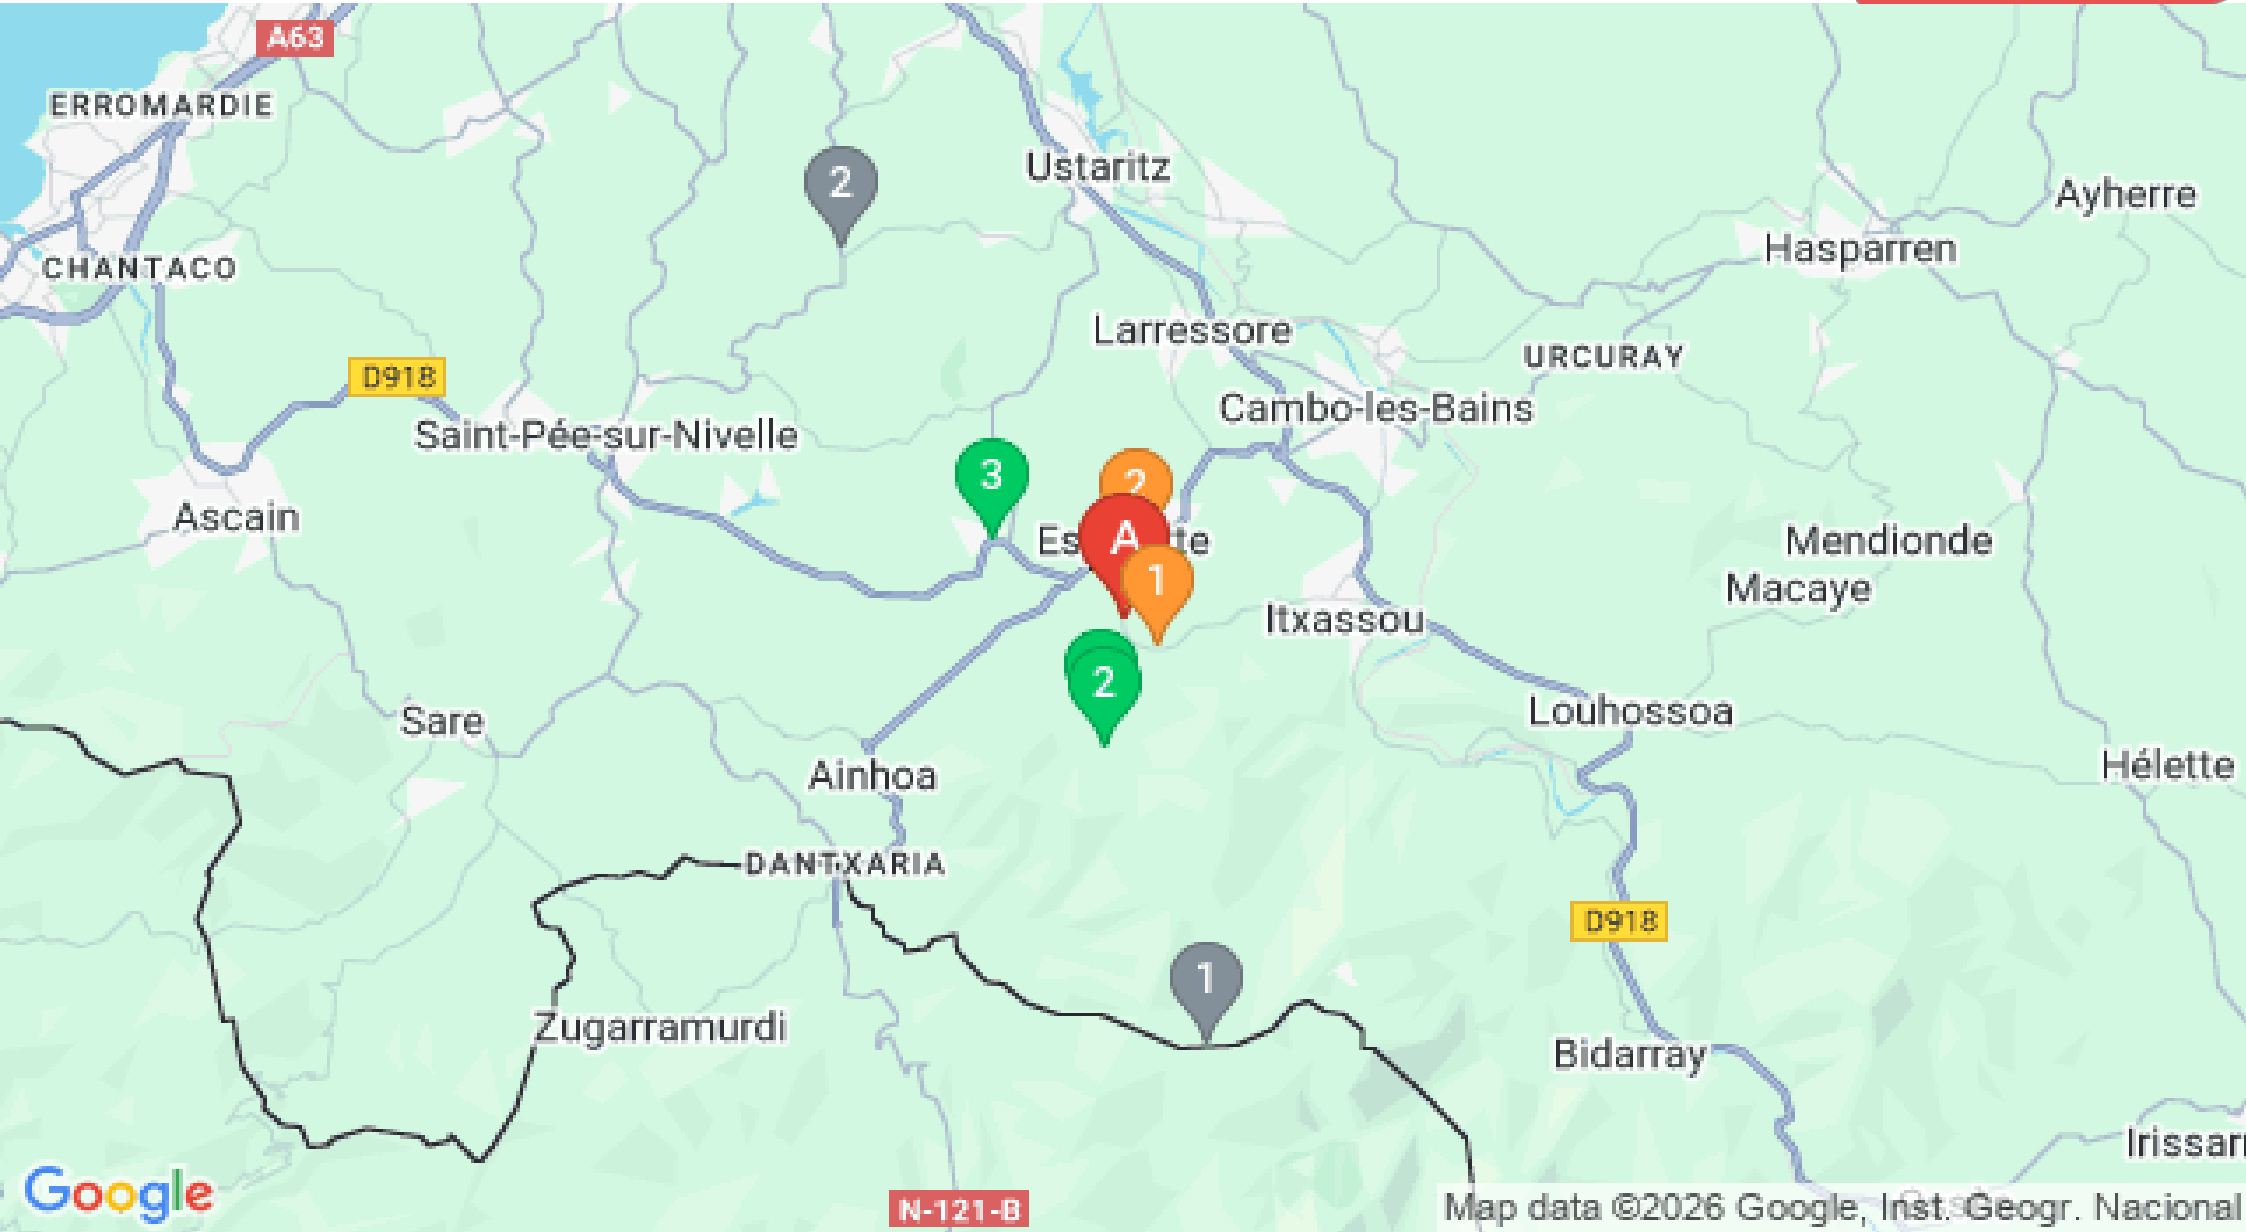 A63
ERROMARDIE
2
Ustaritz
Ayherre
Hasparren
CHANTACO
Larressore
URCURAY
D918
Cambo-les-Bains
Saint-Pée-sur-Nivelle
3
2
Ascain
A
Mendionde
1
Macaye
Itxassou
2
Louhossoa
Sare
Hélette
Ainhoa
DANTXARIA
D918
1
Zugarramurdi
Bidarray
Google
N-121-B
Map data ©2026 Google, Inst. Geogr. Nacional